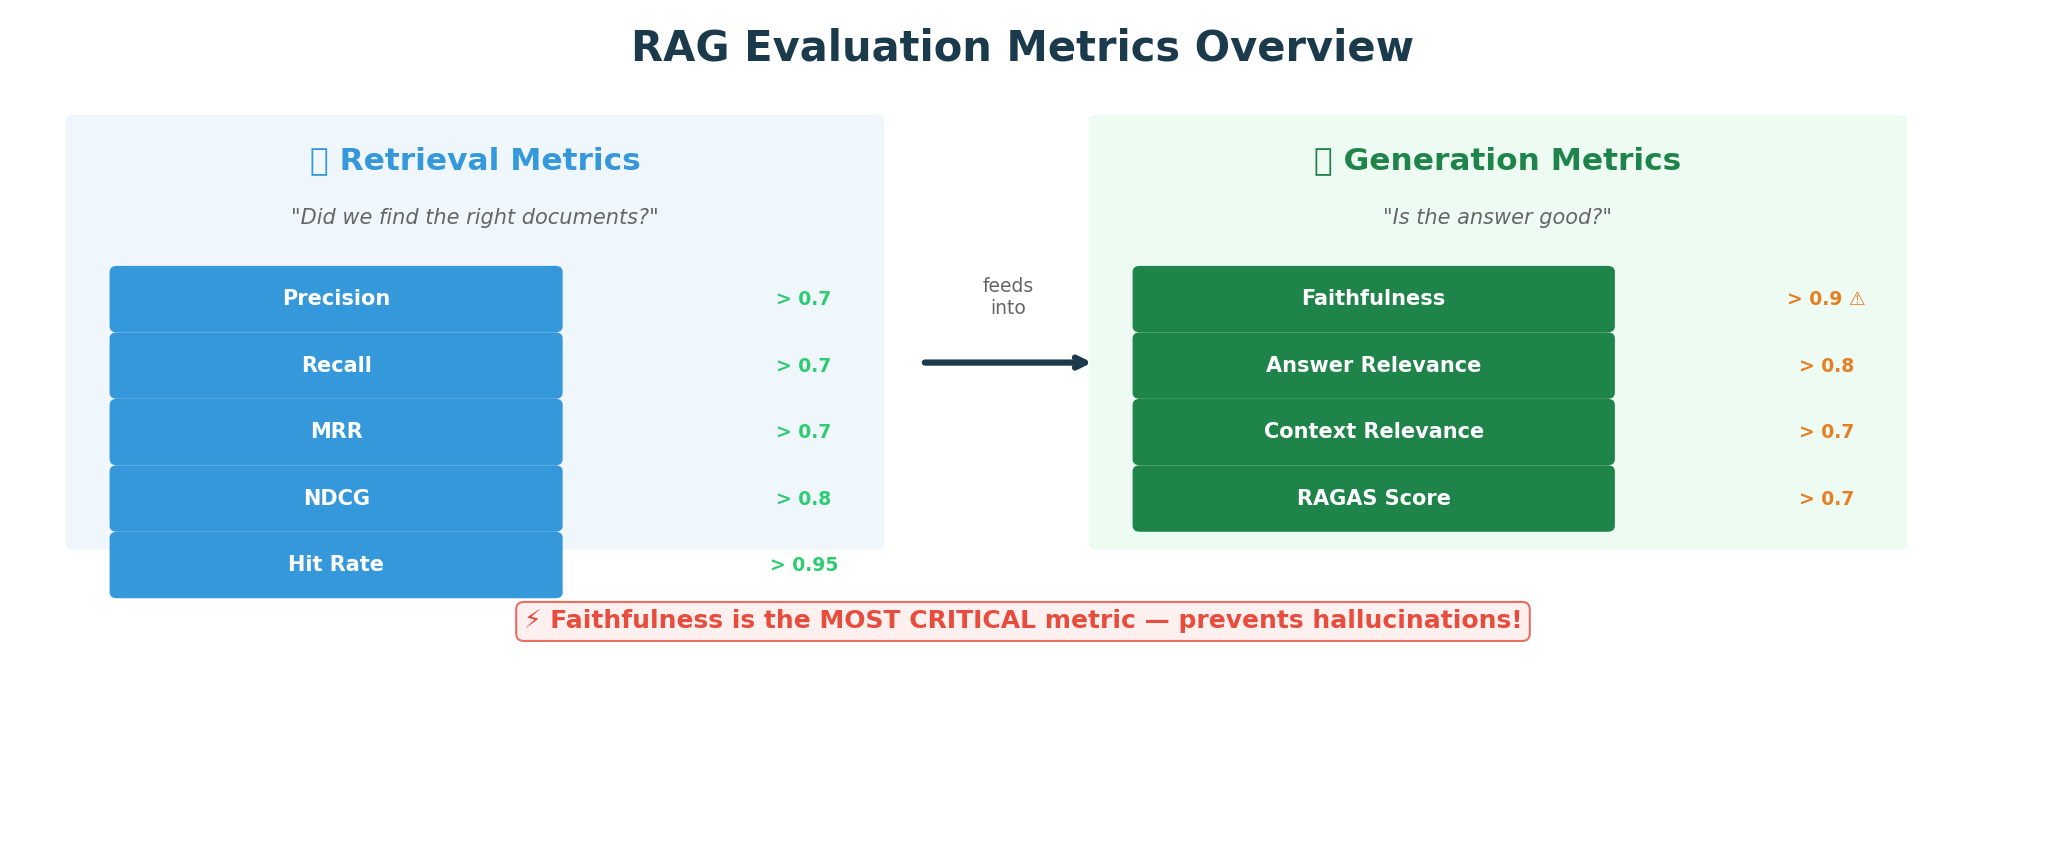 RAG Evaluation Metrics Overview
Retrieval Metrics
"Did we find the right documents?"
Precision > 0.7
Recall > 0.7
MRR > 0.7
NDCG > 0.8
Hit Rate > 0.95
feeds
into
Generation Metrics
"Is the answer good?"
Faithfulness > 0.9 ⚠
Answer Relevance > 0.8
Context Relevance > 0.7
RAGAS Score > 0.7
⚡ Faithfulness is the MOST CRITICAL metric — prevents hallucinations!